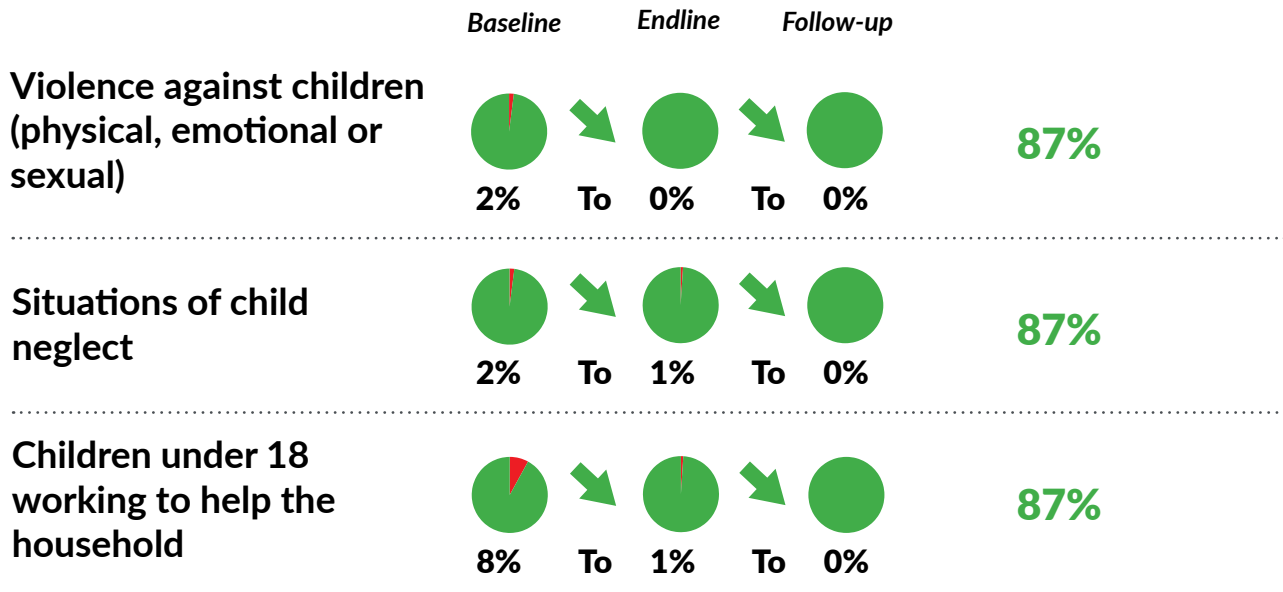 Baseline Endline Follow-up
Violence against children
(physical, emotional or
sexual)
2% To 0% To 0%
87%
Situations of child
neglect
2% To 1% To 0%
87%
Children under 18
working to help the
household
8% To 1% To 0%
87%